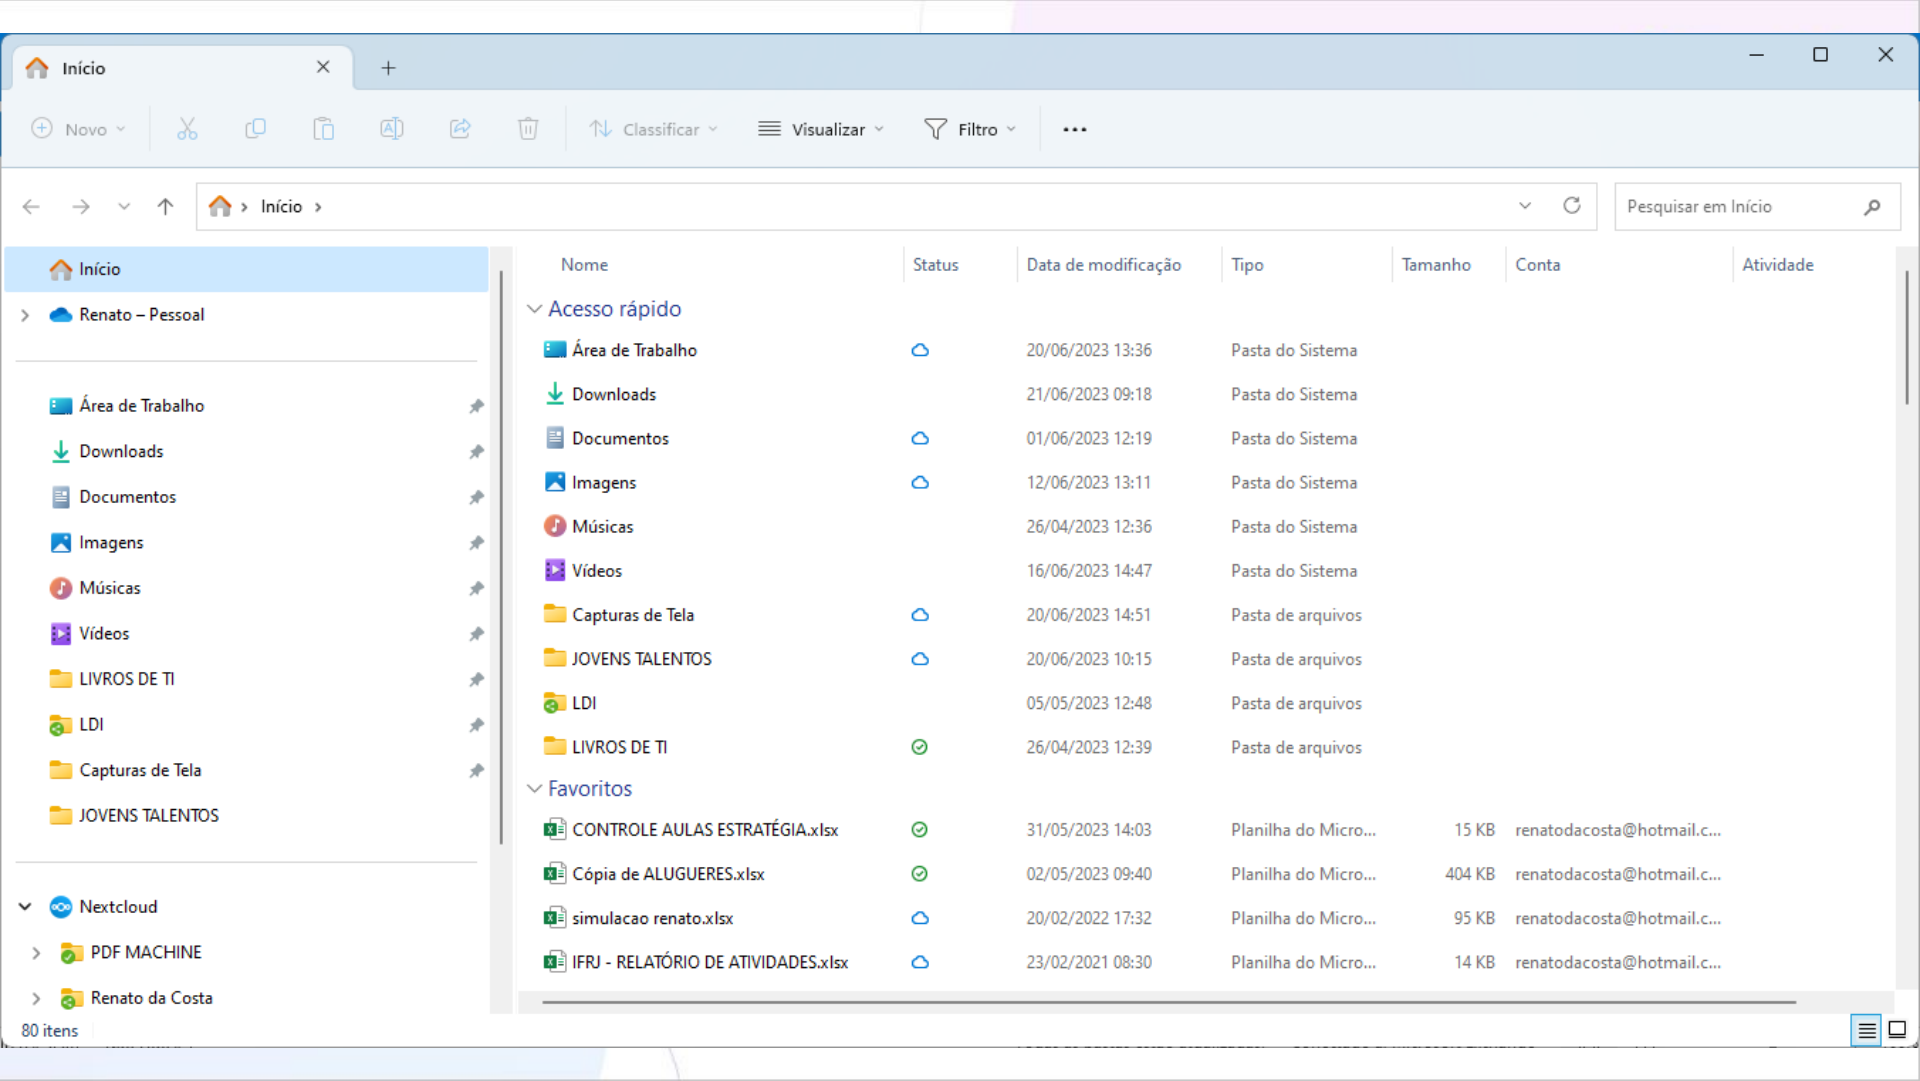 Início
Novo
Classificar
Visualizar
Filtro
Início
Pesquisar em Início
Início
Renato – Pessoal
Área de Trabalho
Downloads
Documentos
Imagens
Músicas
Vídeos
LIVROS DE TI
LDI
Capturas de Tela
JOVENS TALENTOS
Nextcloud
PDF MACHINE
Renato da Costa
Nome Status Data de modificação Tipo Tamanho Conta Atividade
Acesso rápido
Área de Trabalho 20/06/2023 13:36 Pasta do Sistema
Downloads 21/06/2023 09:18 Pasta do Sistema
Documentos 01/06/2023 12:19 Pasta do Sistema
Imagens 12/06/2023 13:11 Pasta do Sistema
Músicas 26/04/2023 12:36 Pasta do Sistema
Vídeos 16/06/2023 14:47 Pasta do Sistema
Capturas de Tela 20/06/2023 14:51 Pasta de arquivos
JOVENS TALENTOS 20/06/2023 10:15 Pasta de arquivos
LDI 05/05/2023 12:48 Pasta de arquivos
LIVROS DE TI 26/04/2023 12:39 Pasta de arquivos
Favoritos
CONTROLE AULAS ESTRATÉGIA.xlsx 31/05/2023 14:03 Planilha do Micro... 15 KB renatodacosta@hotmail.c...
Cópia de ALUGUERES.xlsx 02/05/2023 09:40 Planilha do Micro... 404 KB renatodacosta@hotmail.c...
simulacao renato.xlsx 20/02/2022 17:32 Planilha do Micro... 95 KB renatodacosta@hotmail.c...
IFRJ - RELATÓRIO DE ATIVIDADES.xlsx 23/02/2021 08:30 Planilha do Micro... 14 KB renatodacosta@hotmail.c...
80 itens